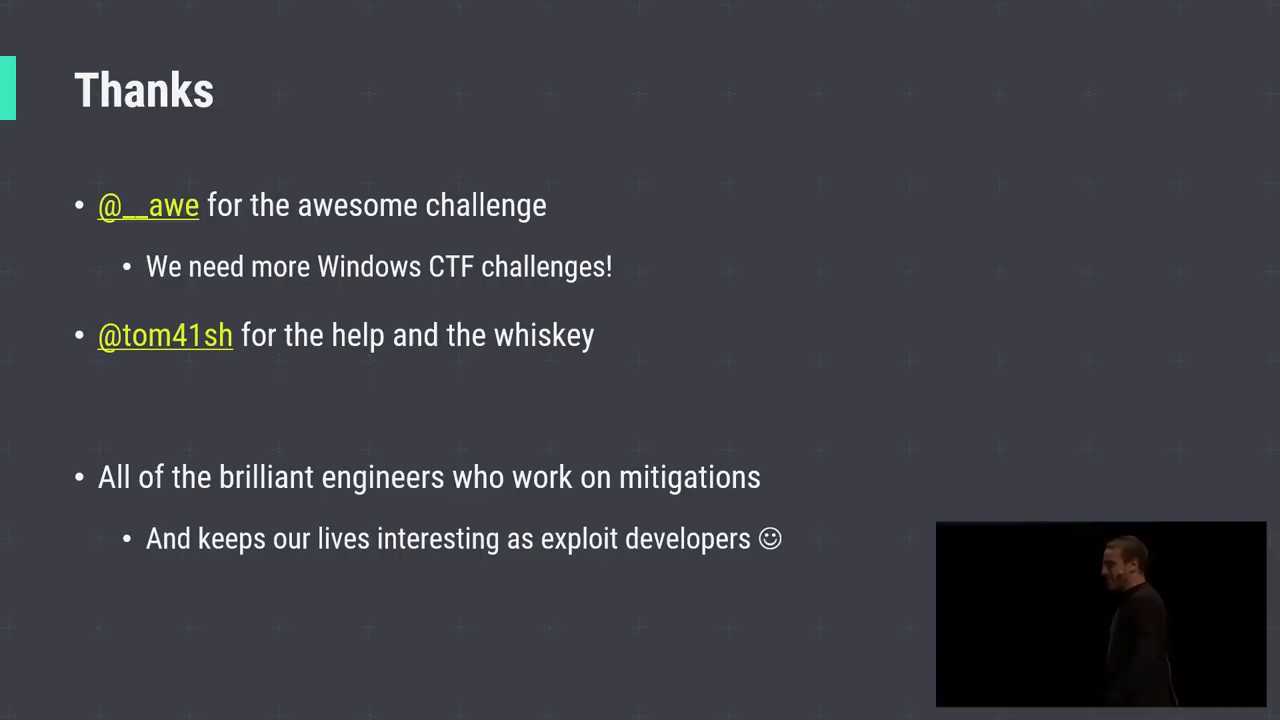 Thanks
• @__awe for the awesome challenge
• We need more Windows CTF challenges!
• @tom41sh for the help and the whiskey
• All of the brilliant engineers who work on mitigations
• And keeps our lives interesting as exploit developers ☺